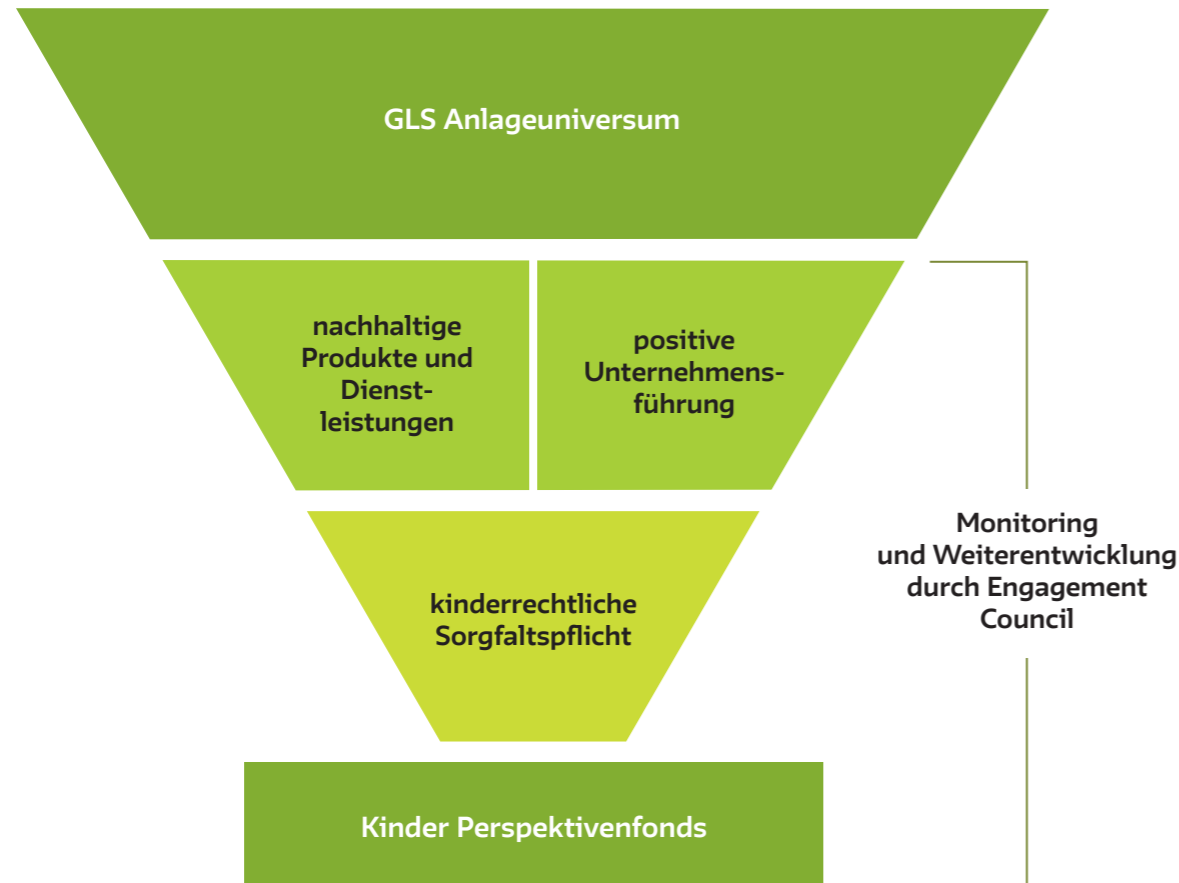 GLS Anlageuniversum
nachhaltige
Produkte und
Dienst-
leistungen
positive
Unternehmens-
führung
kinderrechtliche
Sorgfaltspflicht
Monitoring
und Weiterentwicklung
durch Engagement
Council
Kinder Perspektivenfonds